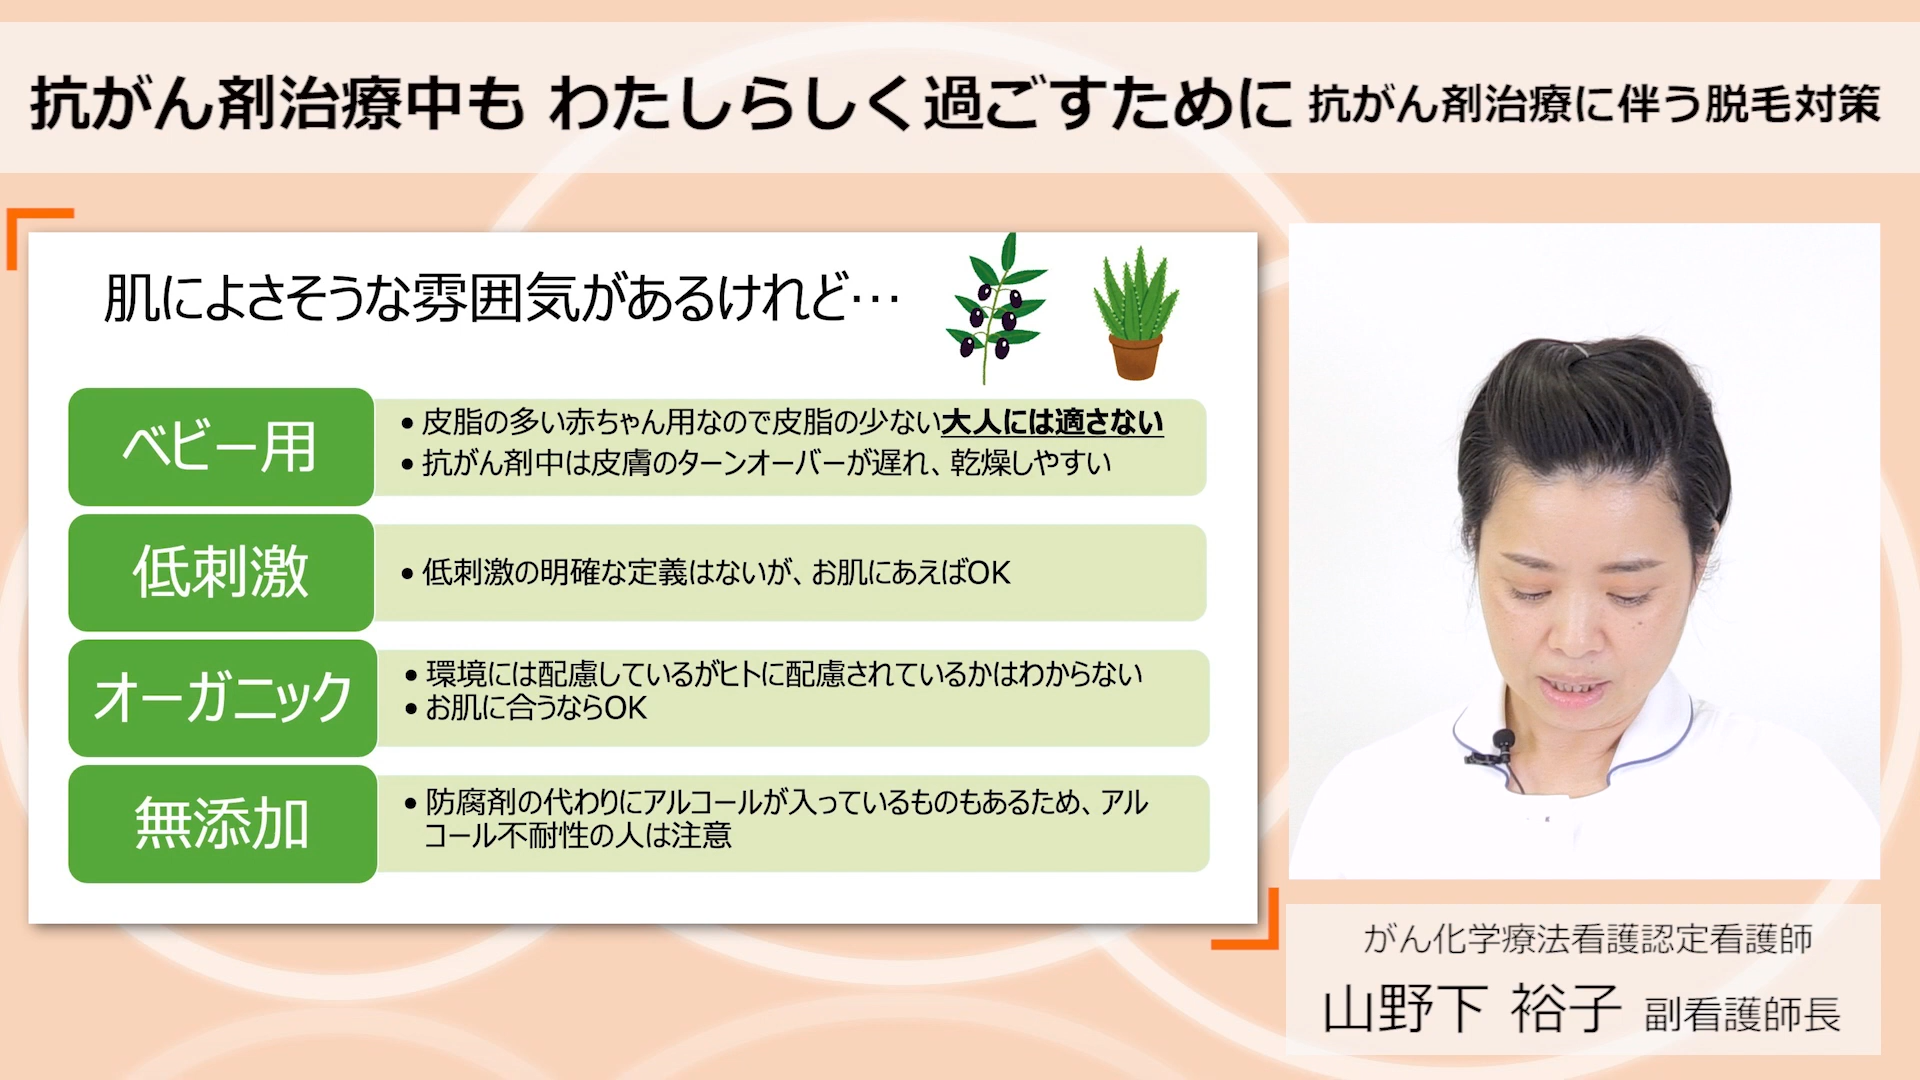 抗がん剤治療中も わたしらしく過ごすために 抗がん剤治療に伴う脱毛対策
肌によさそうな雰囲気があるけれど…
ベビー用
• 皮脂の多い赤ちゃん用なので皮脂の少ない大人には適さない
• 抗がん剤中は皮膚のターンオーバーが遅れ、乾燥しやすい
低刺激
• 低刺激の明確な定義はないが、お肌にあえばOK
オーガニック
• 環境には配慮しているがヒトに配慮されているかはわからない
• お肌に合うならOK
無添加
• 防腐剤の代わりにアルコールが入っているものもあるため、アル
コール不耐性の人は注意
がん化学療法看護認定看護師
山野下 裕子 副看護師長